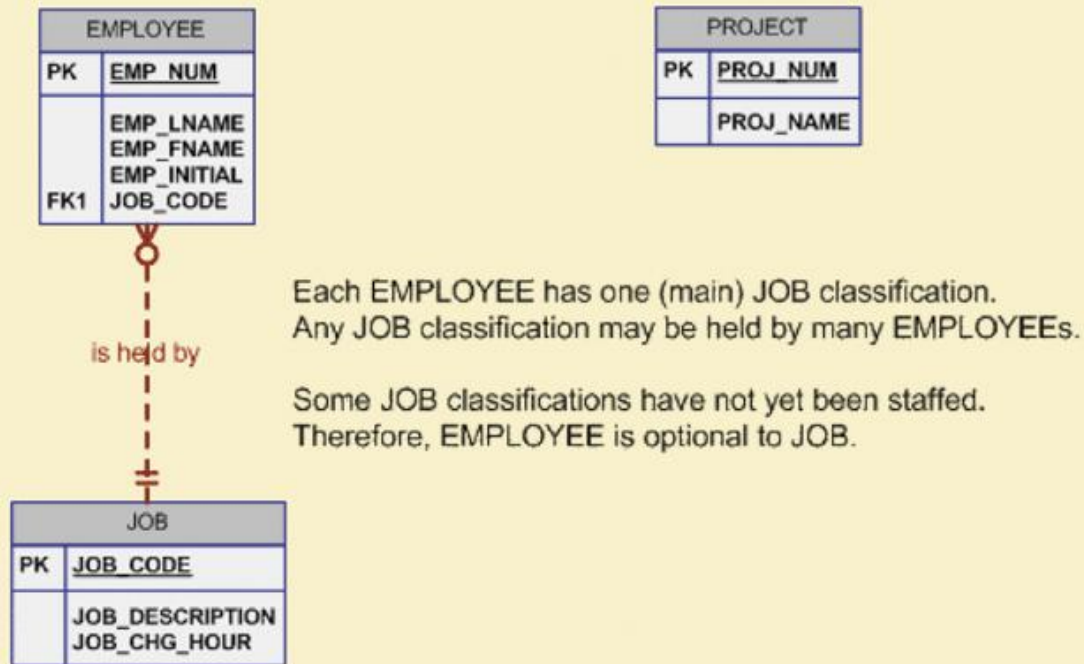 EMPLOYEE
PK EMP_NUM
EMP_LNAME
EMP_FNAME
EMP_INITIAL
FK1 JOB_CODE
PROJECT
PK PROJ_NUM
PROJ_NAME
Each EMPLOYEE has one (main) JOB classification.
Any JOB classification may be held by many EMPLOYEEs.
is held by
Some JOB classifications have not yet been staffed.
Therefore, EMPLOYEE is optional to JOB.
JOB
PK JOB_CODE
JOB_DESCRIPTION
JOB_CHG_HOUR